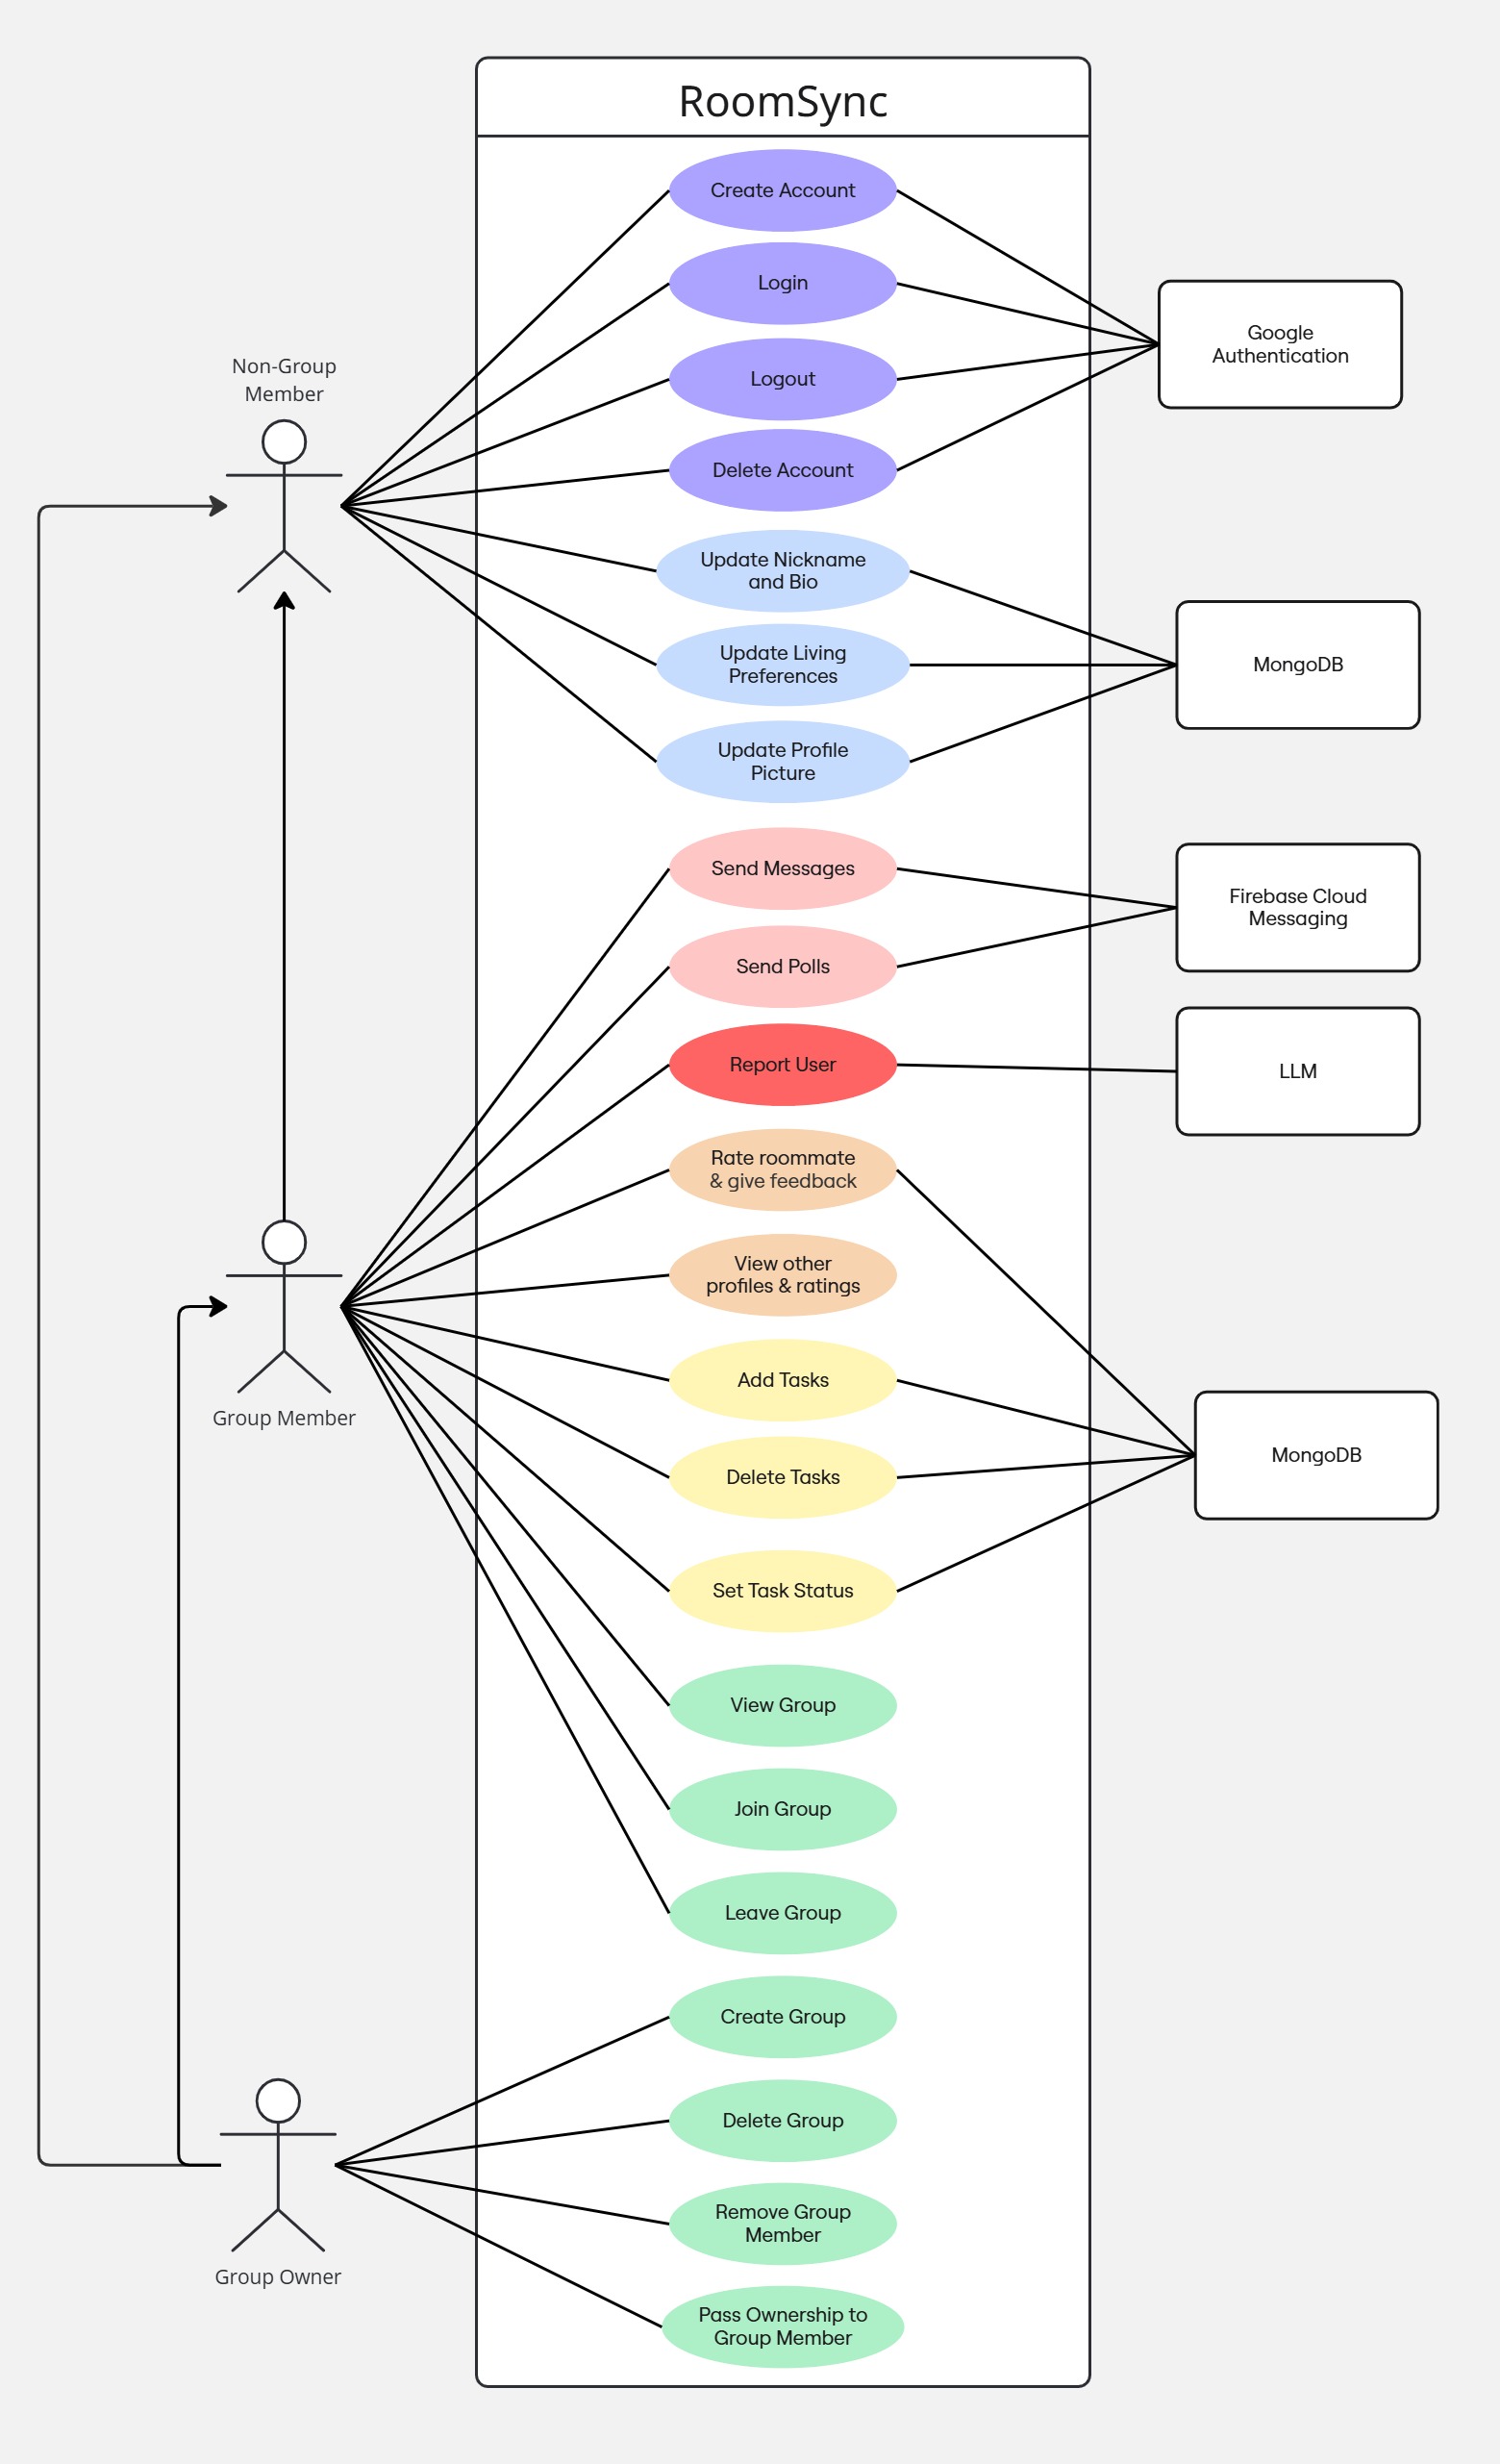 RoomSync
Create Account
Login
Logout
Delete Account
Update Nickname
and Bio
Update Living
Preferences
Update Profile
Picture
Send Messages
Send Polls
Report User
Rate roommate
& give feedback
View other
profiles & ratings
Add Tasks
Delete Tasks
Set Task Status
View Group
Join Group
Leave Group
Create Group
Delete Group
Remove Group
Member
Pass Ownership to
Group Member
Non-Group
Member
Group Member
Group Owner
Google
Authentication
MongoDB
Firebase Cloud
Messaging
LLM
MongoDB